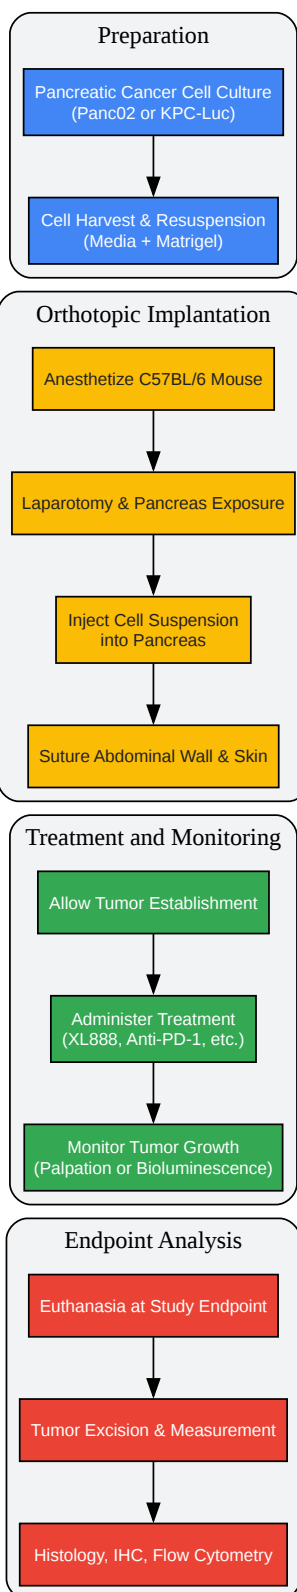 Preparation
Pancreatic Cancer Cell Culture
(Panc02 or KPC-Luc)
Cell Harvest & Resuspension
(Media + Matrigel)
Orthotopic Implantation
Anesthetize C57BL/6 Mouse
Laparotomy & Pancreas Exposure
Inject Cell Suspension
into Pancreas
Suture Abdominal Wall & Skin
Treatment and Monitoring
Allow Tumor Establishment
Administer Treatment
(XL888, Anti-PD-1, etc.)
Monitor Tumor Growth
(Palpation or Bioluminescence)
Endpoint Analysis
Euthanasia at Study Endpoint
Tumor Excision & Measurement
Histology, IHC, Flow Cytometry